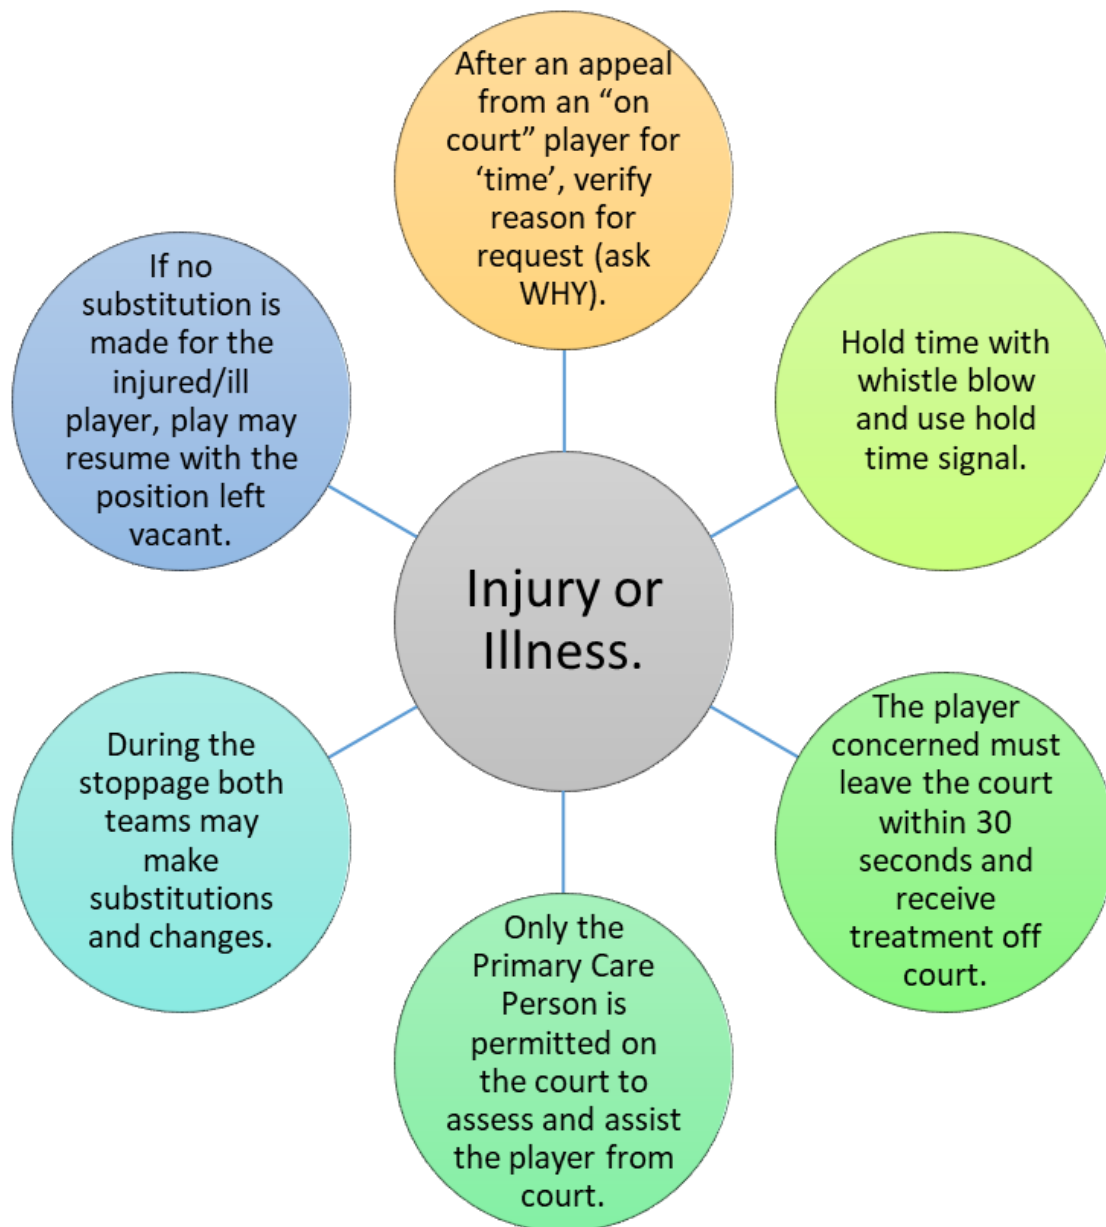 After an appeal
from an “on
court” player for
‘time’, verify
reason for
request (ask
WHY).
Hold time with
whistle blow
and use hold
time signal.
The player
concerned must
leave the court
within 30
seconds and
receive
treatment off
court.
Only the
Primary Care
Person is
permitted on
the court to
assess and assist
the player from
court.
During the
stoppage both
teams may
make
substitutions
and changes.
If no
substitution is
made for the
injured/ill
player, play may
resume with the
position left
vacant.
Injury or
Illness.